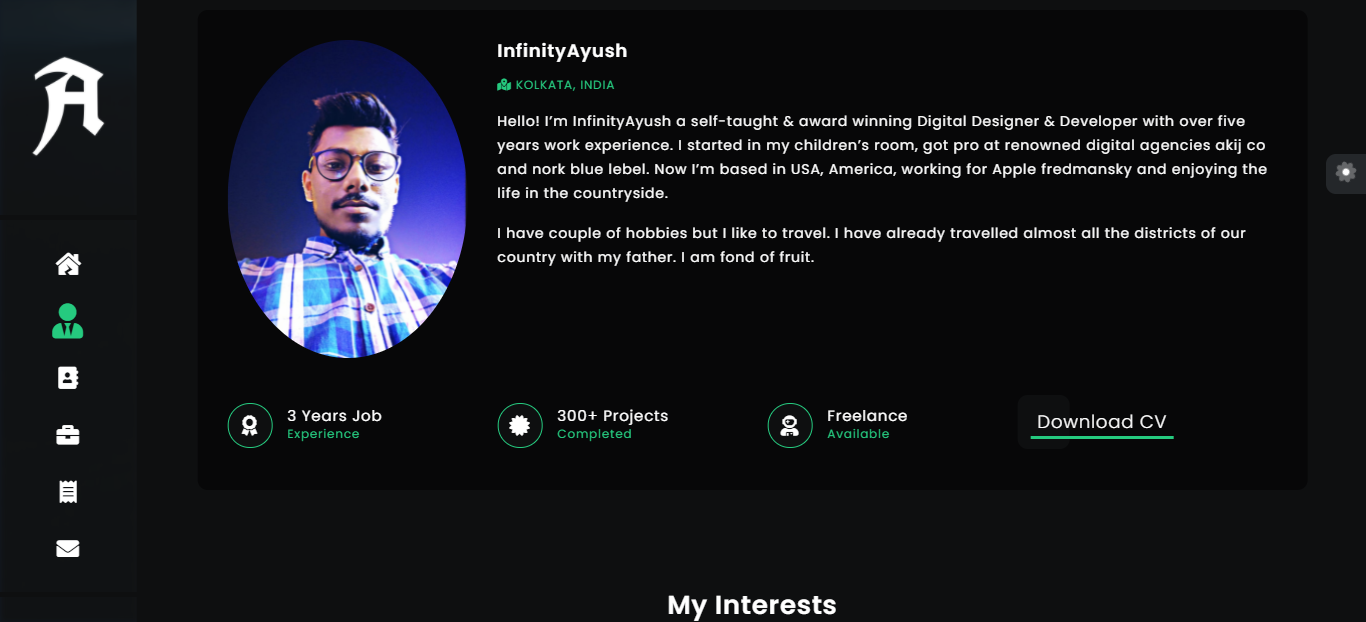 A
InfinityAyush
KOLKATA, INDIA
Hello! I’m InfinityAyush a self-taught & award winning Digital Designer & Developer with over five
years work experience. I started in my children’s room, got pro at renowned digital agencies akij co
and nork blue lebel. Now I’m based in USA, America, working for Apple fredmansky and enjoying the
life in the countryside.
I have couple of hobbies but I like to travel. I have already travelled almost all the districts of our
country with my father. I am fond of fruit.
3 Years Job
Experience
300+ Projects
Completed
Freelance
Available
Download CV
My Interests